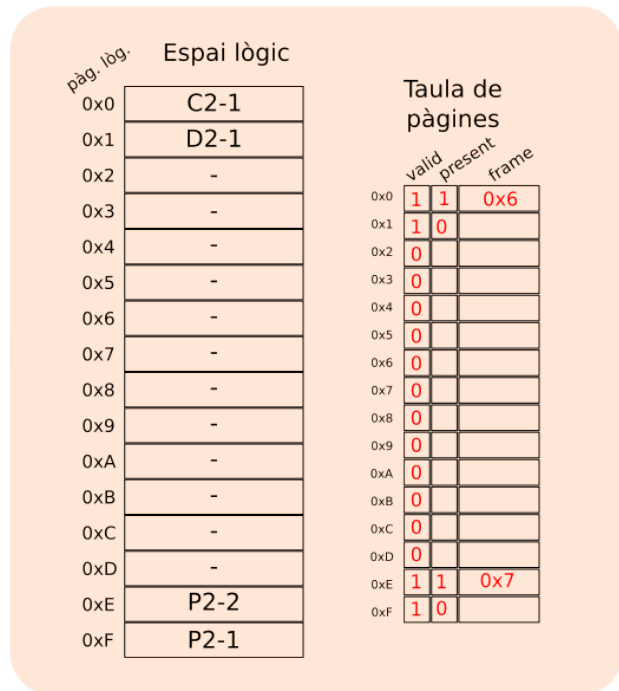 Espai lògic
pàg. lòg.
0x0 C2-1
0x1 D2-1
0x2 -
0x3 -
0x4 -
0x5 -
0x6 -
0x7 -
0x8 -
0x9 -
0xA -
0xB -
0xC -
0xD -
0xE P2-2
0xF P2-1
Taula de
pàgines
valid present frame
0x0 1 1 0x6
0x1 1 0
0x2 0
0x3 0
0x4 0
0x5 0
0x6 0
0x7 0
0x8 0
0x9 0
0xA 0
0xB 0
0xC 0
0xD 0
0xE 1 1 0x7
0xF 1 0